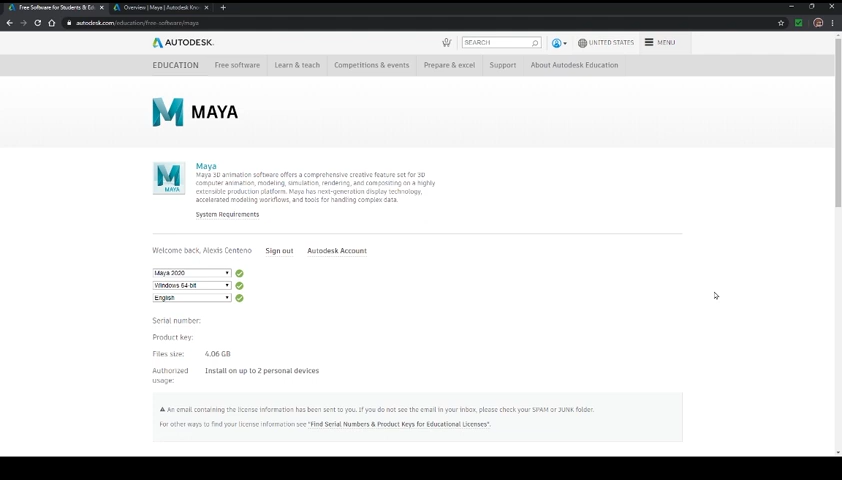 Free Software for Students & Edu
Overview | Maya | Autodesk Kno
autodesk.com/education/free-software/maya
AUTODESK.
SEARCH
UNITED STATES
MENU
EDUCATION Free software Learn & teach Competitions & events Prepare & excel Support About Autodesk Education
MAYA
MAYA
Maya
Maya 3D animation software offers a comprehensive creative feature set for 3D
computer animation, modeling, simulation, rendering, and compositing on a highly
extensible production platform. Maya has next-generation display technology,
accelerated modeling workflows, and tools for handling complex data.
System Requirements
Welcome back, Alexis Centeno Sign out Autodesk Account
Maya 2020
Windows 64-bit
English
Serial number:
Product key:
Files size: 4.06 GB
Authorized Install on up to 2 personal devices
usage:
An email containing the license information has been sent to you. If you do not see the email in your inbox, please check your SPAM or JUNK folder.
For other ways to find your license information see "Find Serial Numbers & Product Keys for Educational Licenses".